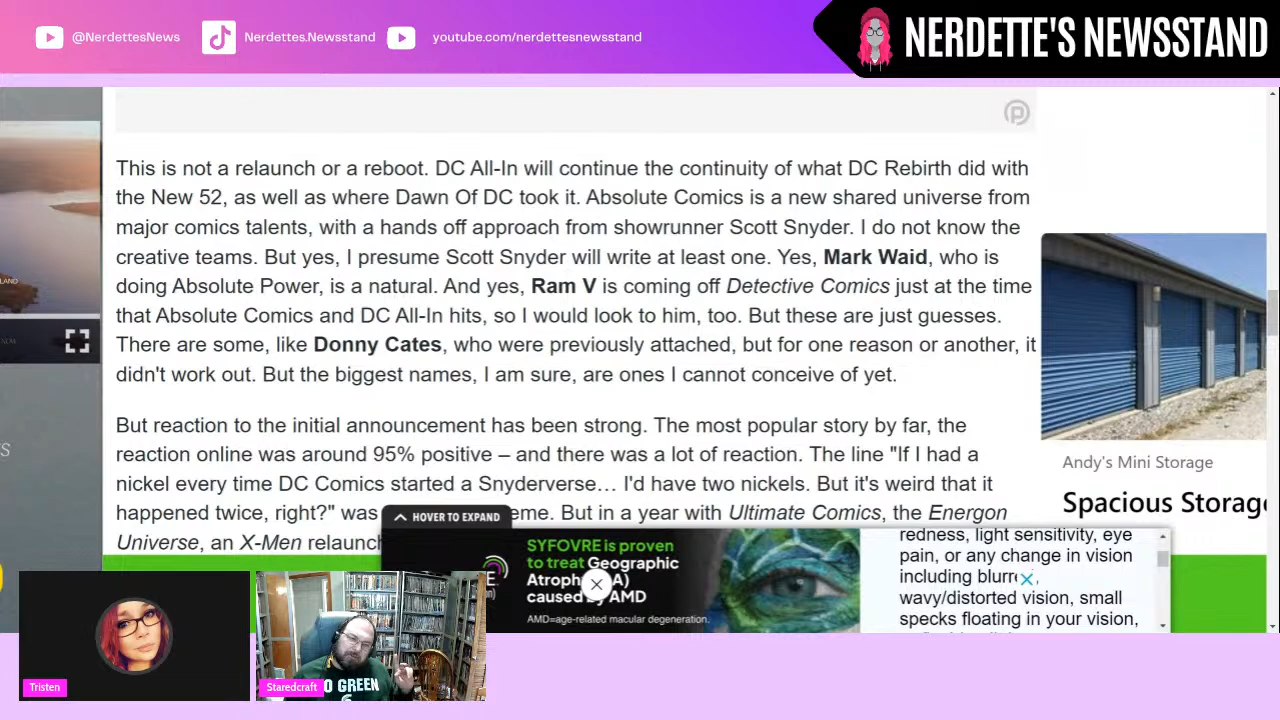 @NerdettesNews
Nerdettes.Newsstand
youtube.com/nerdettesnewsstand
NERDETTE'S NEWSSTAND
This is not a relaunch or a reboot. DC All-In will continue the continuity of what DC Rebirth did with
the New 52, as well as where Dawn Of DC took it. Absolute Comics is a new shared universe from
major comics talents, with a hands off approach from showrunner Scott Snyder. I do not know the
creative teams. But yes, I presume Scott Snyder will write at least one. Yes, Mark Waid, who is
doing Absolute Power, is a natural. And yes, Ram V is coming off Detective Comics just at the time
that Absolute Comics and DC All-In hits, so I would look to him, too. But these are just guesses.
There are some, like Donny Cates, who were previously attached, but for one reason or another, it
didn't work out. But the biggest names, I am sure, are ones I cannot conceive of yet.
But reaction to the initial announcement has been strong. The most popular story by far, the
reaction online was around 95% positive – and there was a lot of reaction. The line "If I had a
nickel every time DC Comics started a Snyderverse… I'd have two nickels. But it's weird that it
happened twice, right?" was eme. But in a year with Ultimate Comics, the Energon
Universe, an X-Men relaunch
Andy's Mini Storage
Spacious Storage
HOVER TO EXPAND
SYFOVRE is proven
to treat Geographic
Atroph A)
caused by AMD
AMD=age-related macular degeneration.
redness, light sensitivity, eye
pain, or any change in vision
including blurre
wavy/distorted vision, small
specks floating in your vision,
Tristen
Staredcraft
O GREEN